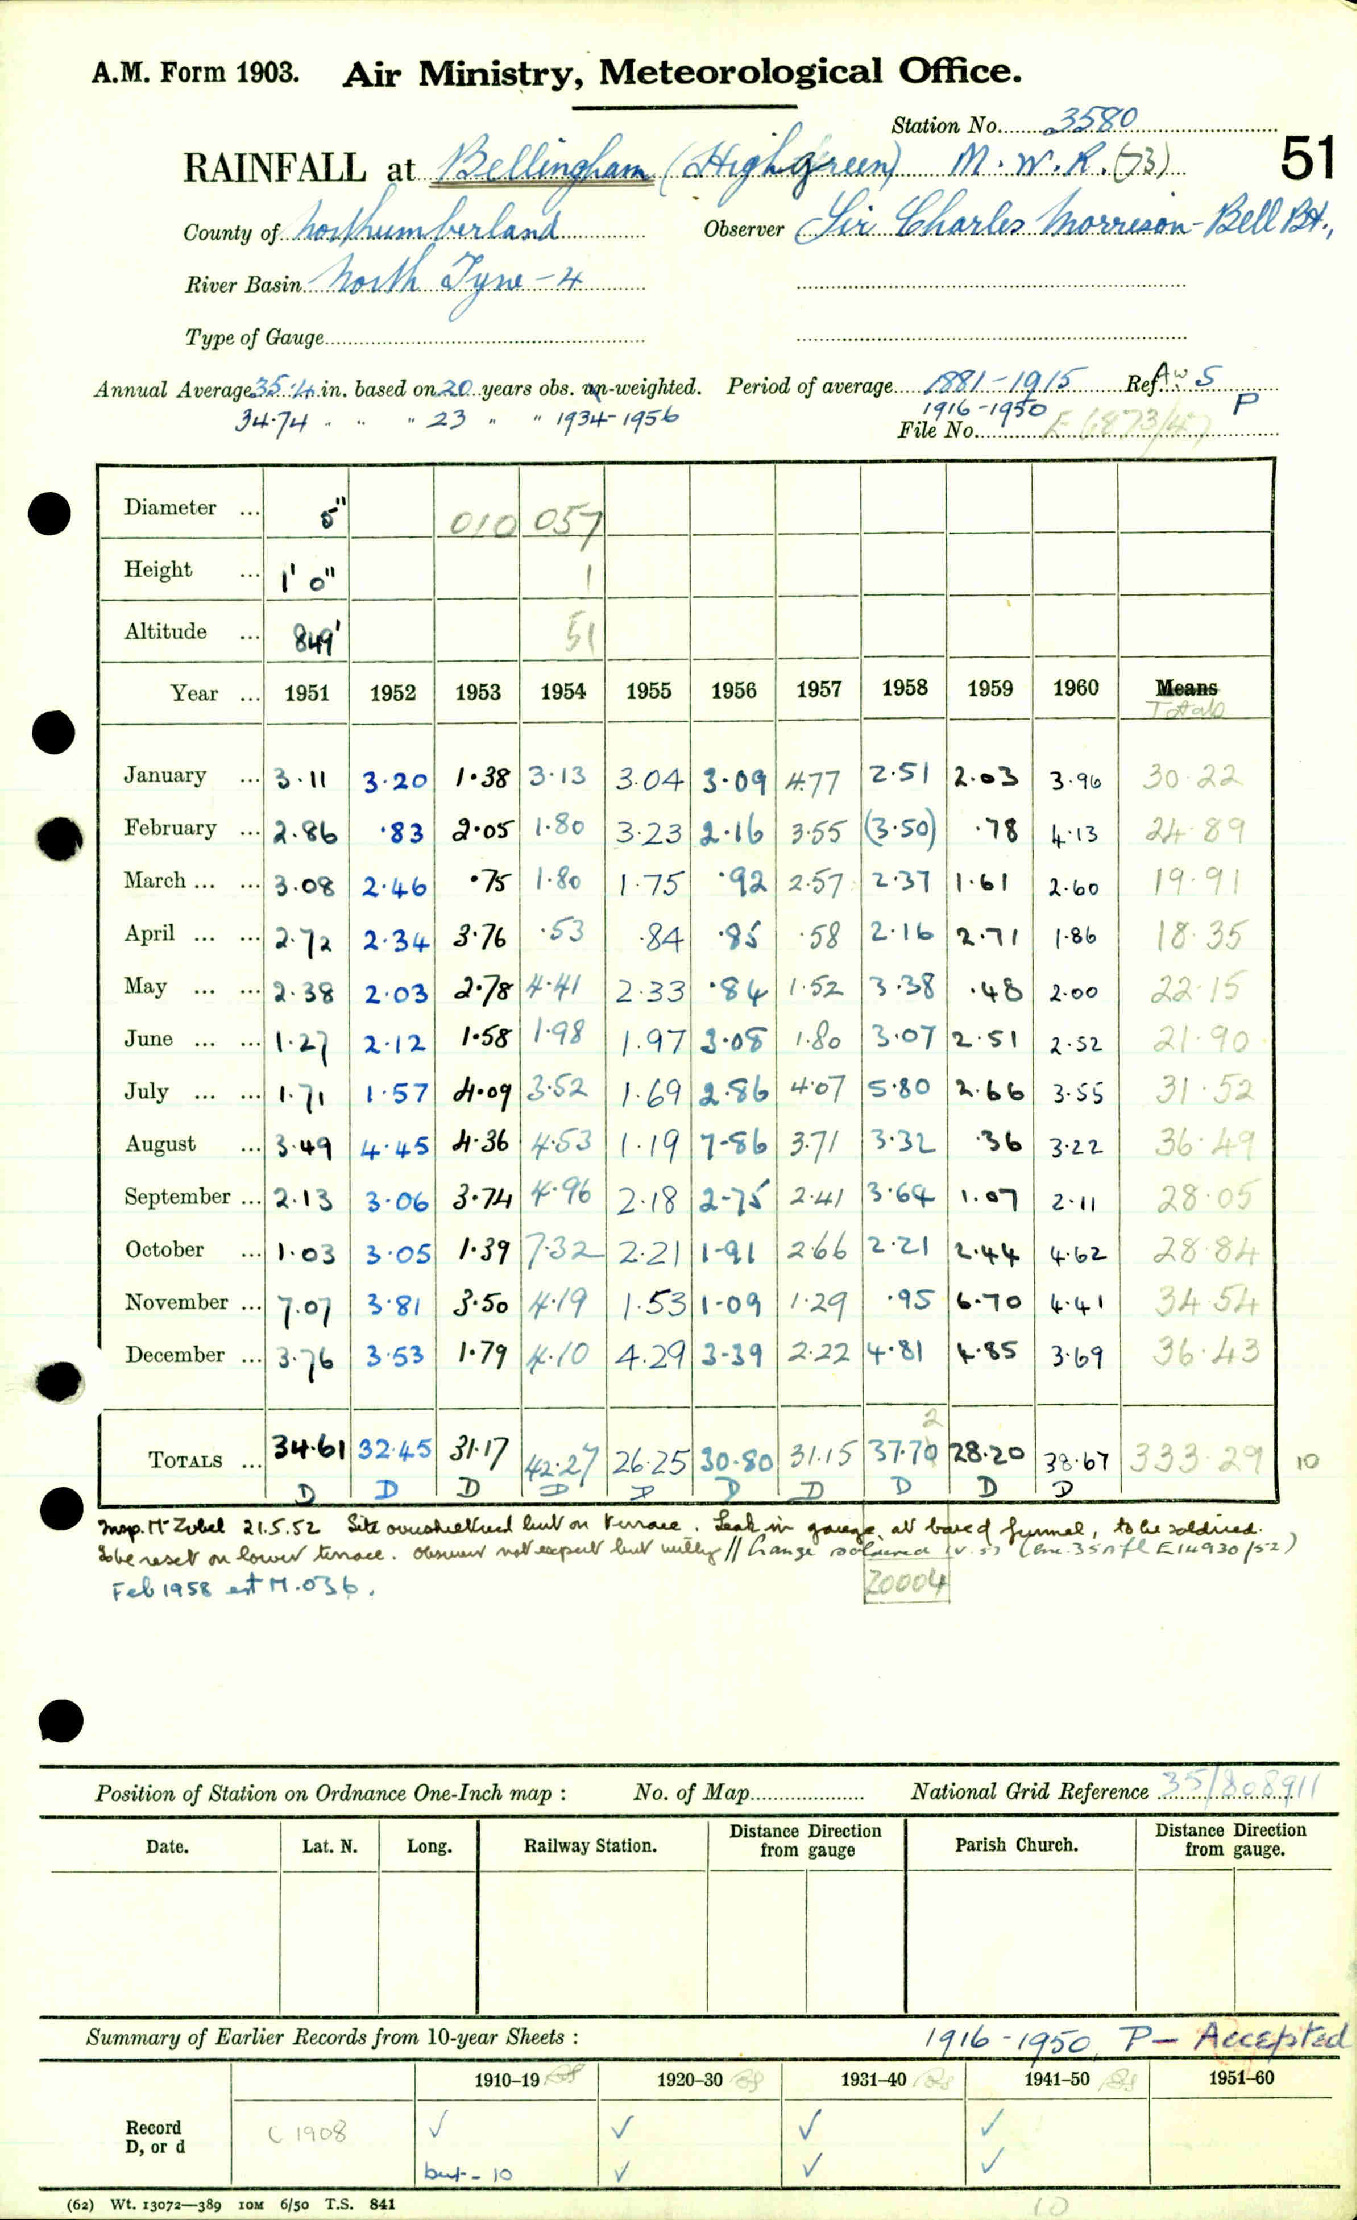 A.M. Form 1903. Air Ministry, Meteorological Office.
Station No. 3580
51
RAINFALL at Bellingham (Highgreen) M.W.R. (73)
County of Northumberland Observer Sir Charles Morrison-Bell Bt.,
River Basin North Tyne - 4
Type of Gauge
Annual Average 35.4 in. based on 20 years obs. un-weighted. Period of average 1881-1915 Ref. Aw S
34.74 " " " 23 " " 1934-1956 1916-1950 P
File No. E 6873/47
Diameter ... 5" 010 057
Height ... 1' 0" 1
Altitude ... 849' 51
Year ... 1951 1952 1953 1954 1955 1956 1957 1958 1959 1960 Means
Totals
January ... 3.11 3.20 1.38 3.13 3.04 3.09 4.77 2.51 2.03 3.96 30.22
February ... 2.86 .83 2.05 1.80 3.23 2.16 3.55 (3.50) .78 4.13 24.89
March ... ... 3.08 2.46 .75 1.80 1.75 .92 2.57 2.37 1.61 2.60 19.91
April ... ... 2.72 2.34 3.76 .53 .84 .85 .58 2.16 2.71 1.86 18.35
May ... ... 2.38 2.03 2.78 4.41 2.33 .84 1.52 3.38 .48 2.00 22.15
June ... ... 1.27 2.12 1.58 1.98 1.97 3.08 1.80 3.07 2.51 2.52 21.90
July ... ... 1.71 1.57 4.09 3.52 1.69 2.86 4.07 5.80 2.66 3.55 31.52
August ... 3.49 4.45 4.36 4.53 1.19 7.86 3.71 3.32 .36 3.22 36.49
September ... 2.13 3.06 3.74 4.96 2.18 2.75 2.41 3.64 1.07 2.11 28.05
October ... 1.03 3.05 1.39 7.32 2.21 1.91 2.66 2.21 2.44 4.62 28.84
November ... 7.07 3.81 3.50 4.19 1.53 1.09 1.29 .95 6.70 4.41 34.54
December ... 3.76 3.53 1.79 4.10 4.29 3.39 2.22 4.81 4.85 3.69 36.43
2
TOTALS ... 34.61 32.45 31.17 42.27 26.25 30.80 31.15 37.70 28.20 38.67 333.29 10
D D D D D D D D D D
Insp. Mr Zobel 21.5.52 Site oversheltered but on terrace. Leak in gauge, at base of funnel, to be soldered.
To be reset on lower terrace. Observer not expert but willing // Gauge soldered
Feb 1958 est M.O3b.
20004
Position of Station on Ordnance One-Inch map : No. of Map National Grid Reference 35/808911
Date. Lat. N. Long. Railway Station. Distance Direction from gauge Parish Church. Distance Direction from gauge.
Summary of Earlier Records from 10-year Sheets : 1916-1950 P - Accepted
1910–19 1920–30 1931–40 1941–50 1951–60
Record C 1908 ✓ ✓ ✓ ✓
D, or d but - 10 ✓ ✓ ✓
(62) Wt. 13072—389 10M 6/50 T.S. 841
10